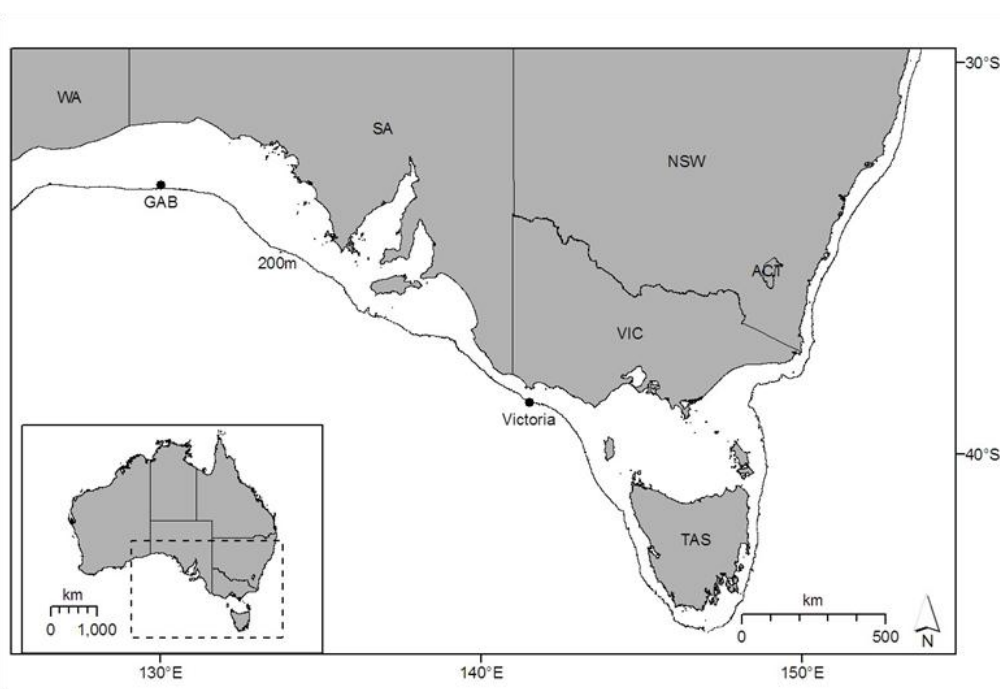 30°S
WA
SA
NSW
GAB
200m
ACT
VIC
Victoria
40°S
TAS
km
0 1,000
km
0 500
N
130°E 140°E 150°E